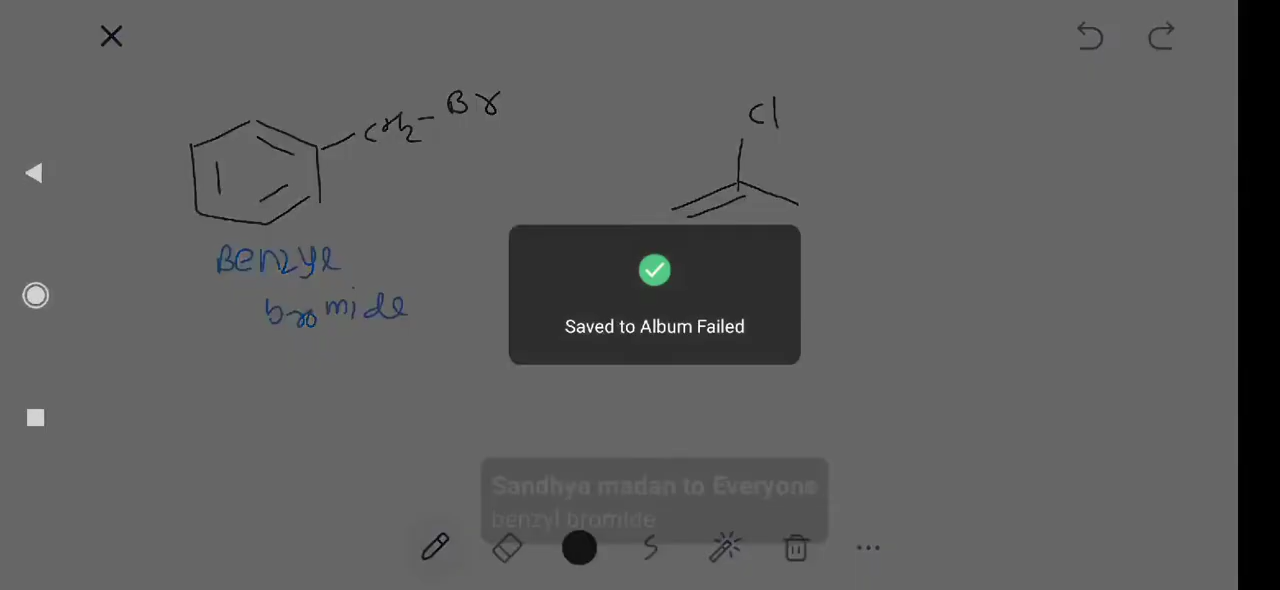 CH2-Br
Cl
Benzyl
bromide
Saved to Album Failed
Sandhya madan to Everyone
benzyl bromide